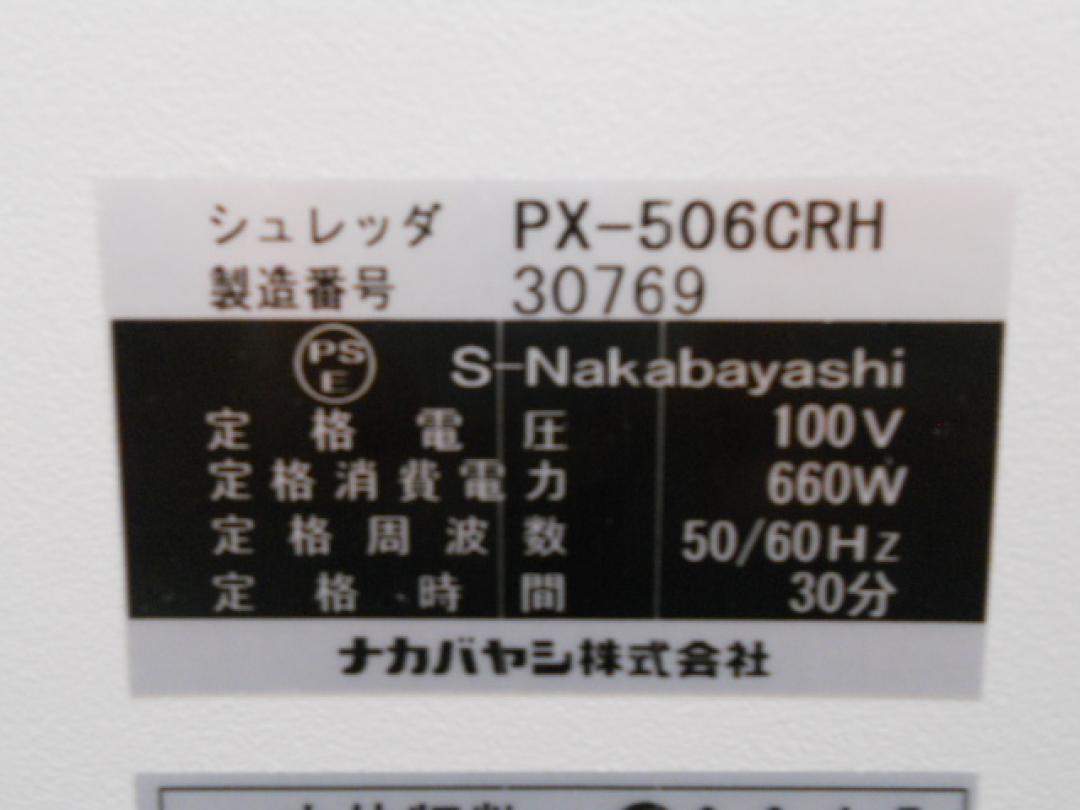 シュレッダ PX-506CRH
製造番号 30769
PSE S-Nakabayashi
定格電圧 100V
定格消費電力 660W
定格周波数 50/60Hz
定格時間 30分
ナカバヤシ株式会社